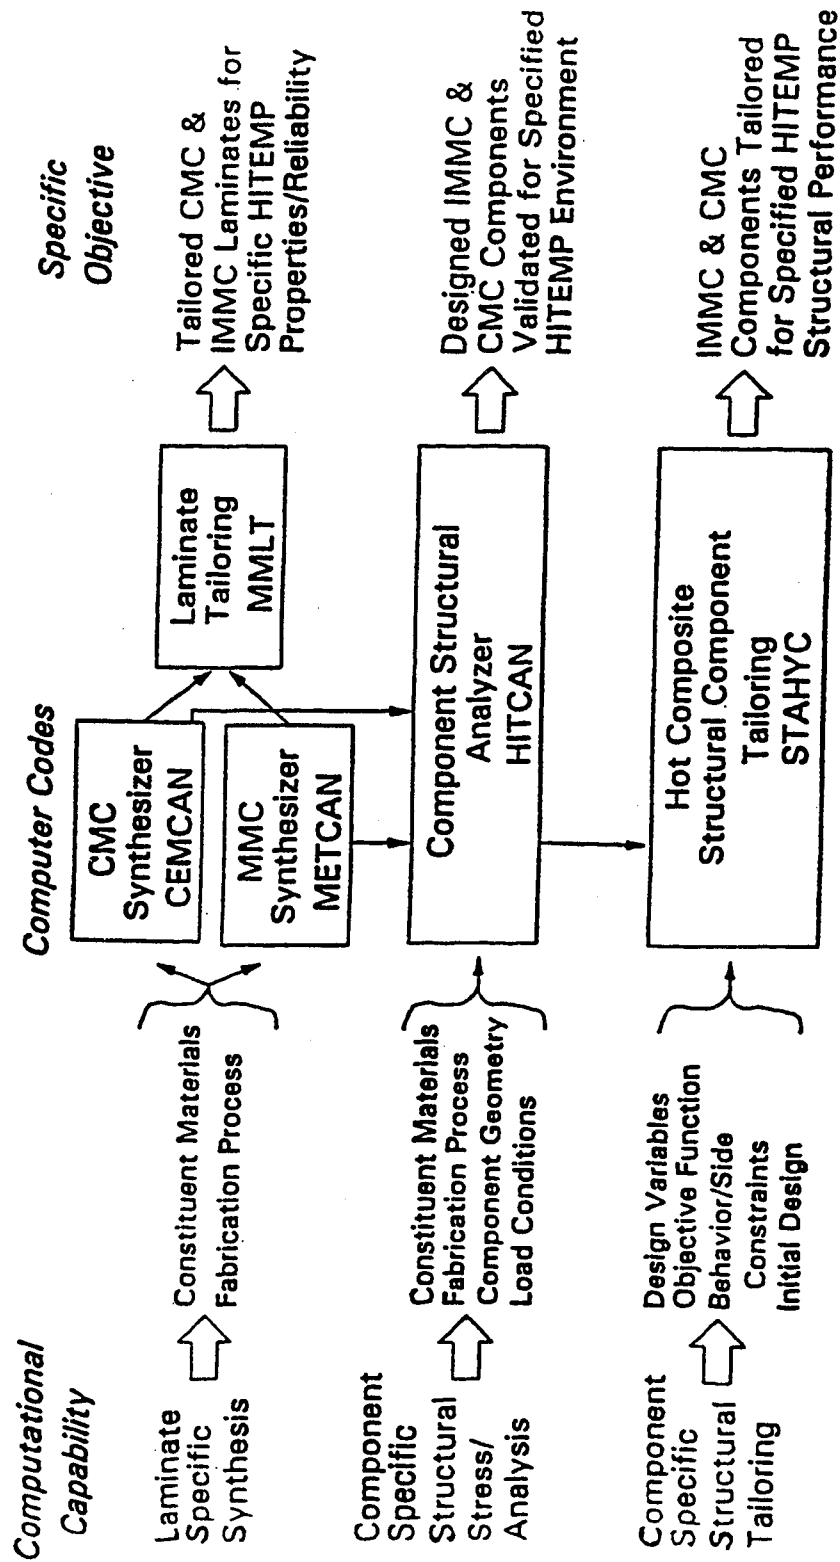 Computational
Capability
Computer Codes
Specific
Objective
Laminate
Specific
Synthesis
Constituent Materials
Fabrication Process
CMC
Synthesizer
CEMCAN
MMC
Synthesizer
METCAN
Laminate
Tailoring
MMLT
Tailored CMC &
IMMC Laminates for
Specific HITEMP
Properties/Reliability
Component
Specific
Structural
Stress/
Analysis
Constituent Materials
Fabrication Process
Component Geometry
Load Conditions
Component Structural
Analyzer
HITCAN
Designed IMMC &
CMC Components
Validated for Specified
HITEMP Environment
Component
Specific
Structural
Tailoring
Design Variables
Objective Function
Behavior/Side
Constraints
Initial Design
Hot Composite
Structural Component
Tailoring
STAHYC
IMMC & CMC
Components Tailored
for Specified HITEMP
Structural Performance